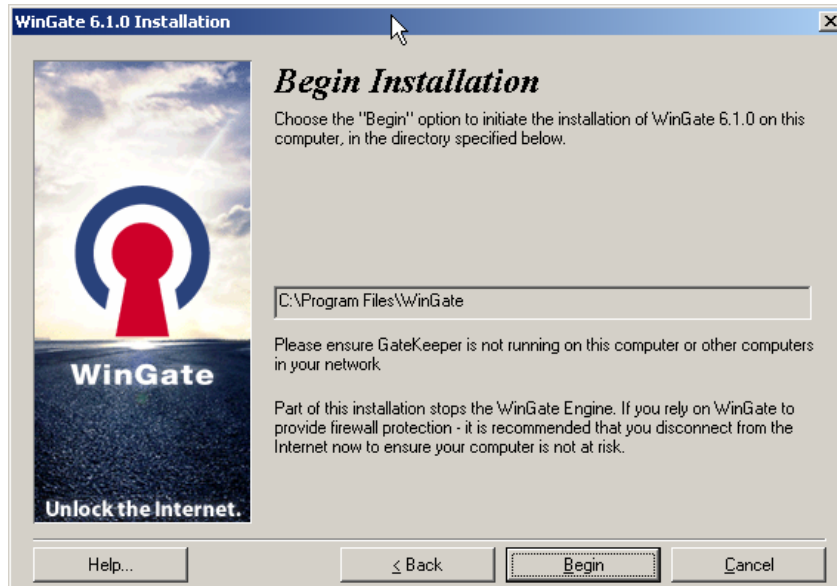 WinGate 6.1.0 Installation
Begin Installation
Choose the "Begin" option to initiate the installation of WinGate 6.1.0 on this
computer, in the directory specified below.
C:\Program Files\WinGate
Please ensure GateKeeper is not running on this computer or other computers
in your network
Part of this installation stops the WinGate Engine. If you rely on WinGate to
provide firewall protection - it is recommended that you disconnect from the
Internet now to ensure your computer is not at risk.
WinGate
Unlock the Internet.
Help...
< Back
Begin
Cancel